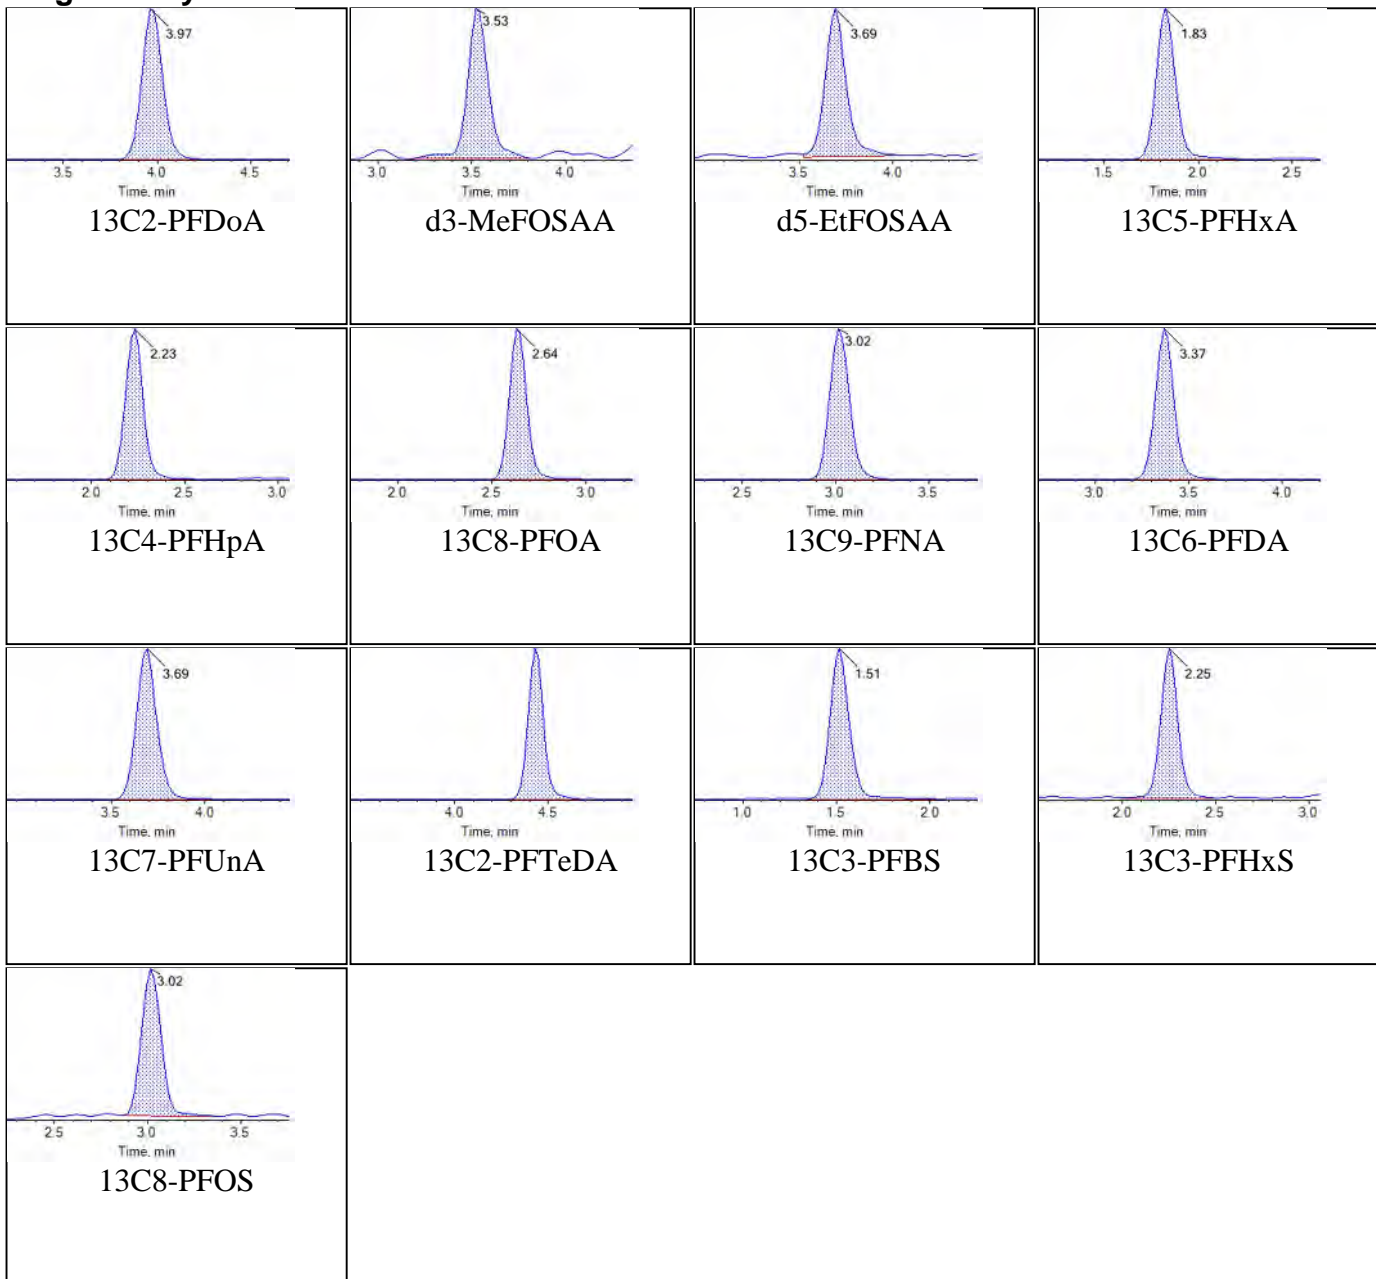 3.97
3.5 4.0 4.5
Time, min
13C2-PFDoA
3.53
3.0 3.5 4.0
Time, min
d3-MeFOSAA
3.69
3.5 4.0
Time, min
d5-EtFOSAA
1.83
1.5 2.0 2.5
Time, min
13C5-PFHxA
2.23
2.0 2.5 3.0
Time, min
13C4-PFHpA
2.64
2.0 2.5 3.0
Time, min
13C8-PFOA
3.02
2.5 3.0 3.5
Time, min
13C9-PFNA
3.37
3.0 3.5 4.0
Time, min
13C6-PFDA
3.69
3.5 4.0
Time, min
13C7-PFUnA
4.0 4.5
Time, min
13C2-PFTeDA
1.51
1.0 1.5 2.0
Time, min
13C3-PFBS
2.25
2.0 2.5 3.0
Time, min
13C3-PFHxS
3.02
2.5 3.0 3.5
Time, min
13C8-PFOS